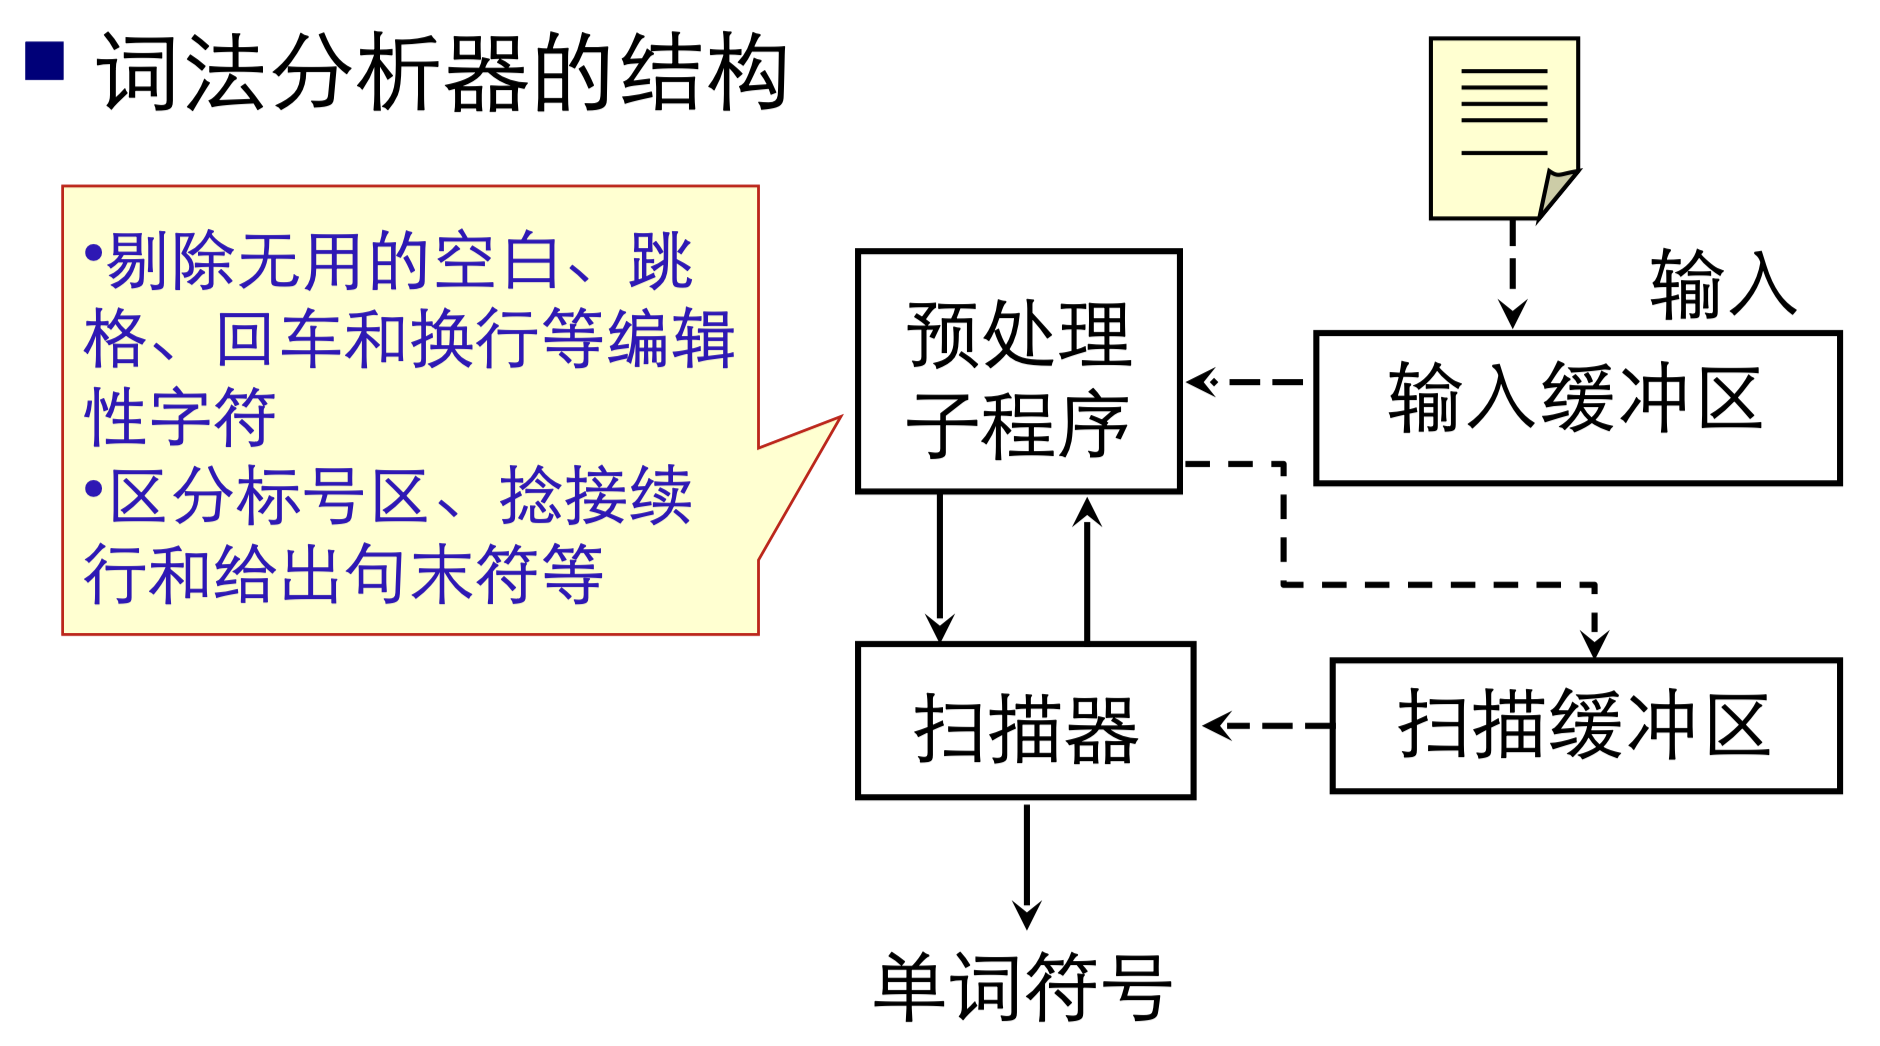 词法分析器的结构
•剔除无用的空白、跳
格、回车和换行等编辑
性字符
•区分标号区、捻接续
行和给出句末符等
预处理
子程序
输入
输入缓冲区
扫描器
扫描缓冲区
单词符号